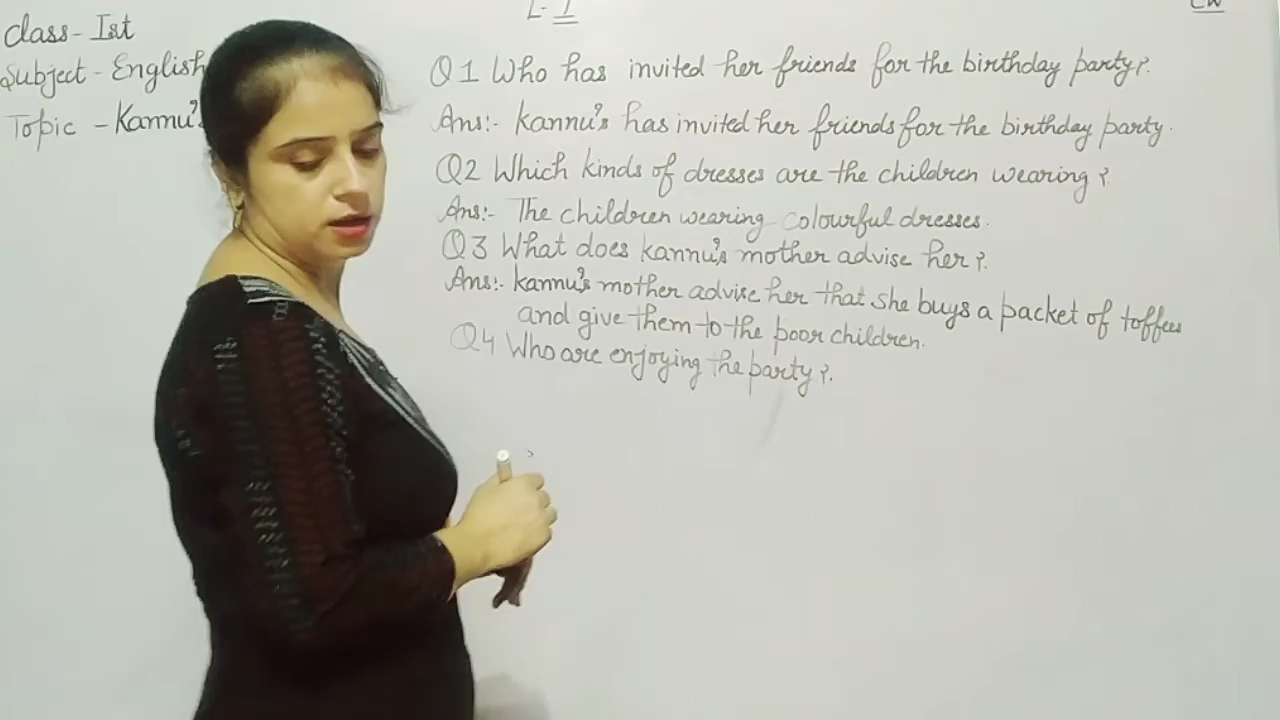 L-1
CW
Class- Ist
Subject - English
Topic - Kannu's
Q1 Who has invited her friends for the birthday party?.
Ans:- kannu's has invited her friends for the birthday party.
Q2 Which kinds of dresses are the children wearing?
Ans:- The children wearing colourful dresses.
Q3 What does kannu's mother advise her?.
Ans:- kannu's mother advise her that she buys a packet of toffees
and give them to the poor children.
Q4 Who are enjoying the party?.